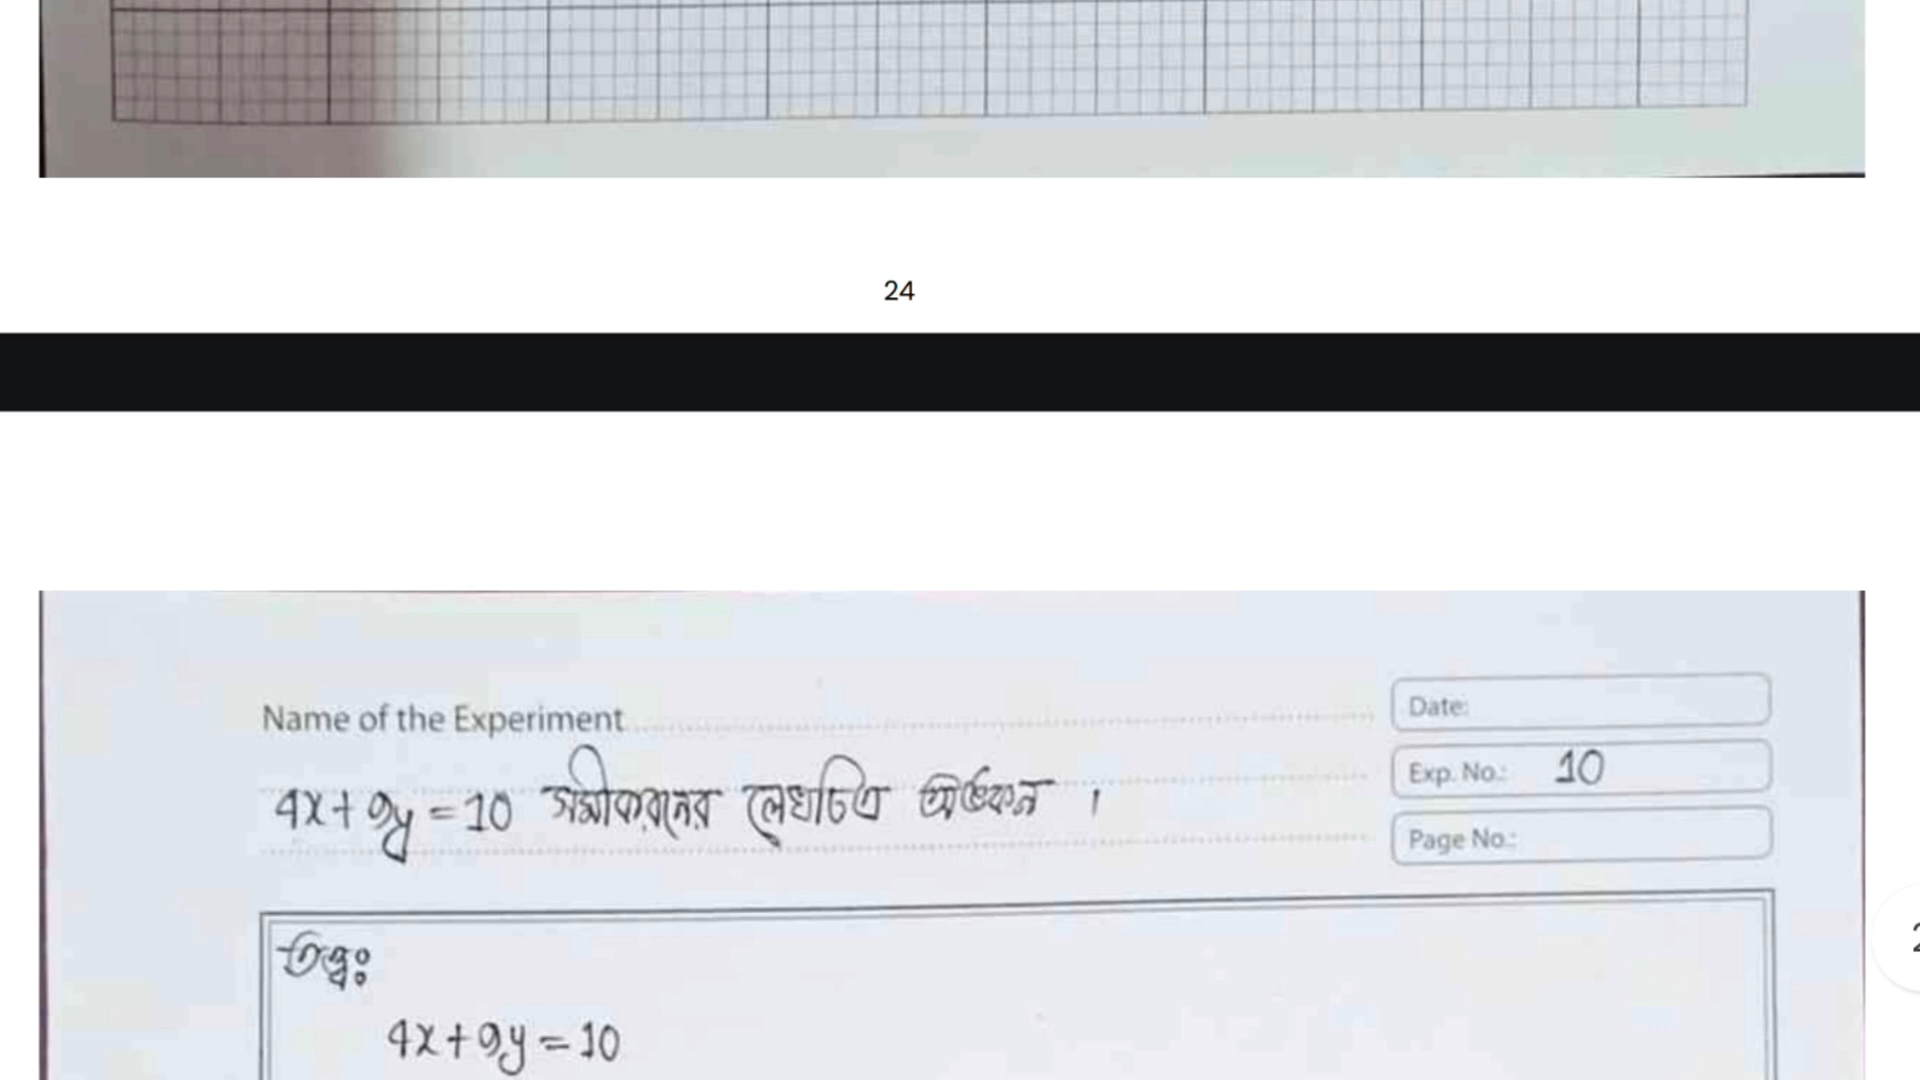 24
Name of the Experiment
Date:
4x + 9y = 10 সমীকরনের লেখচিত্র অঙ্কন ।
Exp. No.: 10
Page No.:
তত্ত্বঃ
4x + 9y = 10